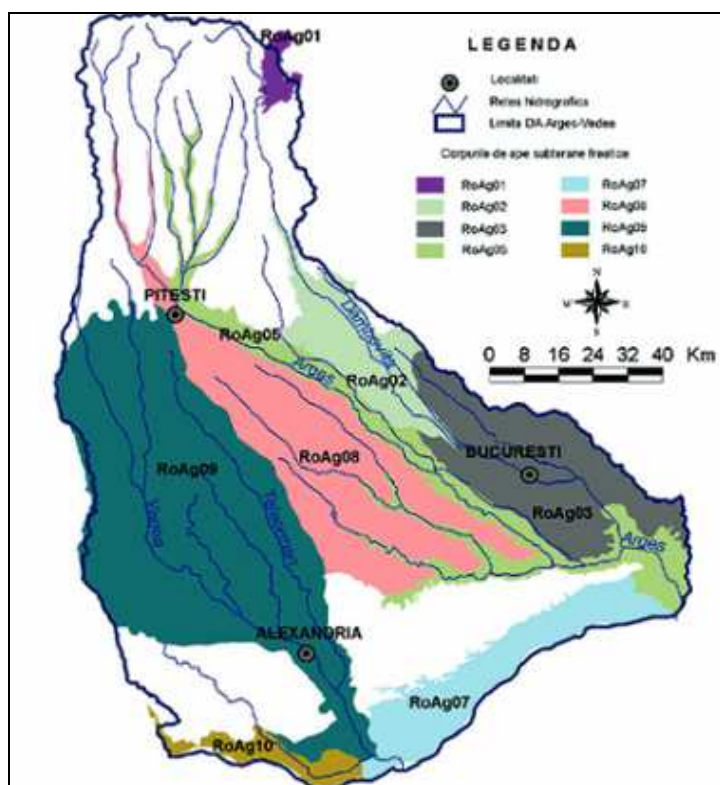 RoAg01
LEGENDA
Localitati
Retea hidrografica
Limita DA Arges-Vedea
Corpurile de ape subterane freatice
RoAg01
RoAg02
RoAg03
RoAg05
RoAg07
RoAg08
RoAg09
RoAg10
N
W
E
S
0 8 16 24 32 40 Km
PITESTI
RoAg05
Dambovita
Arges
RoAg02
BUCURESTI
RoAg08
RoAg09
RoAg03
Vedea
Teleorman
Arges
ALEXANDRIA
RoAg07
RoAg10